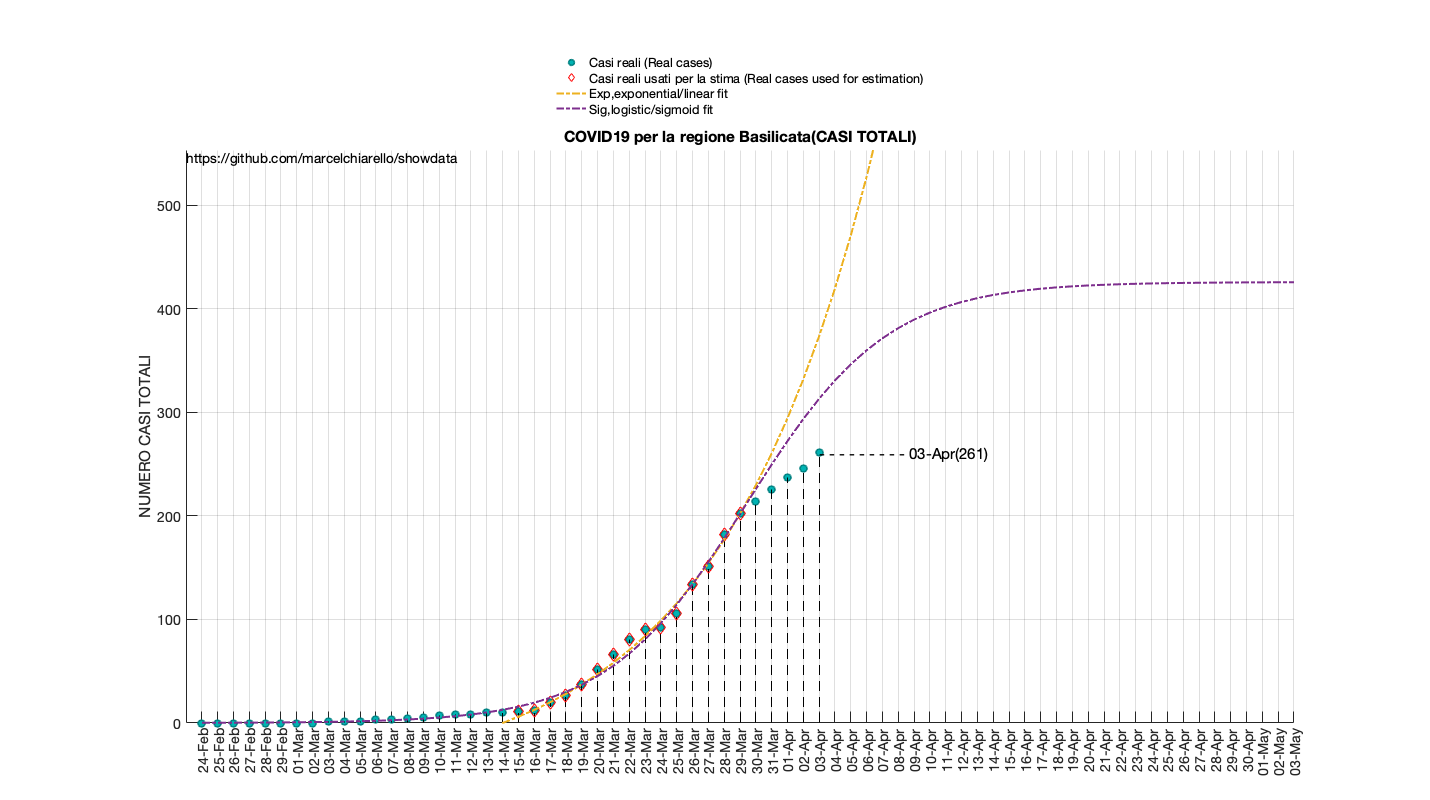 Casi reali (Real cases)
Casi reali usati per la stima (Real cases used for estimation)
Exp,exponential/linear fit
Sig,logistic/sigmoid fit
COVID19 per la regione Basilicata(CASI TOTALI)
https://github.com/marcelchiarello/showdata
NUMERO CASI TOTALI
500
400
300
200
100
0
03-Apr(261)
24-Feb
25-Feb
26-Feb
27-Feb
28-Feb
29-Feb
01-Mar
02-Mar
03-Mar
04-Mar
05-Mar
06-Mar
07-Mar
08-Mar
09-Mar
10-Mar
11-Mar
12-Mar
13-Mar
14-Mar
15-Mar
16-Mar
17-Mar
18-Mar
19-Mar
20-Mar
21-Mar
22-Mar
23-Mar
24-Mar
25-Mar
26-Mar
27-Mar
28-Mar
29-Mar
30-Mar
31-Mar
01-Apr
02-Apr
03-Apr
04-Apr
05-Apr
06-Apr
07-Apr
08-Apr
09-Apr
10-Apr
11-Apr
12-Apr
13-Apr
14-Apr
15-Apr
16-Apr
17-Apr
18-Apr
19-Apr
20-Apr
21-Apr
22-Apr
23-Apr
24-Apr
25-Apr
26-Apr
27-Apr
28-Apr
29-Apr
30-Apr
01-May
02-May
03-May